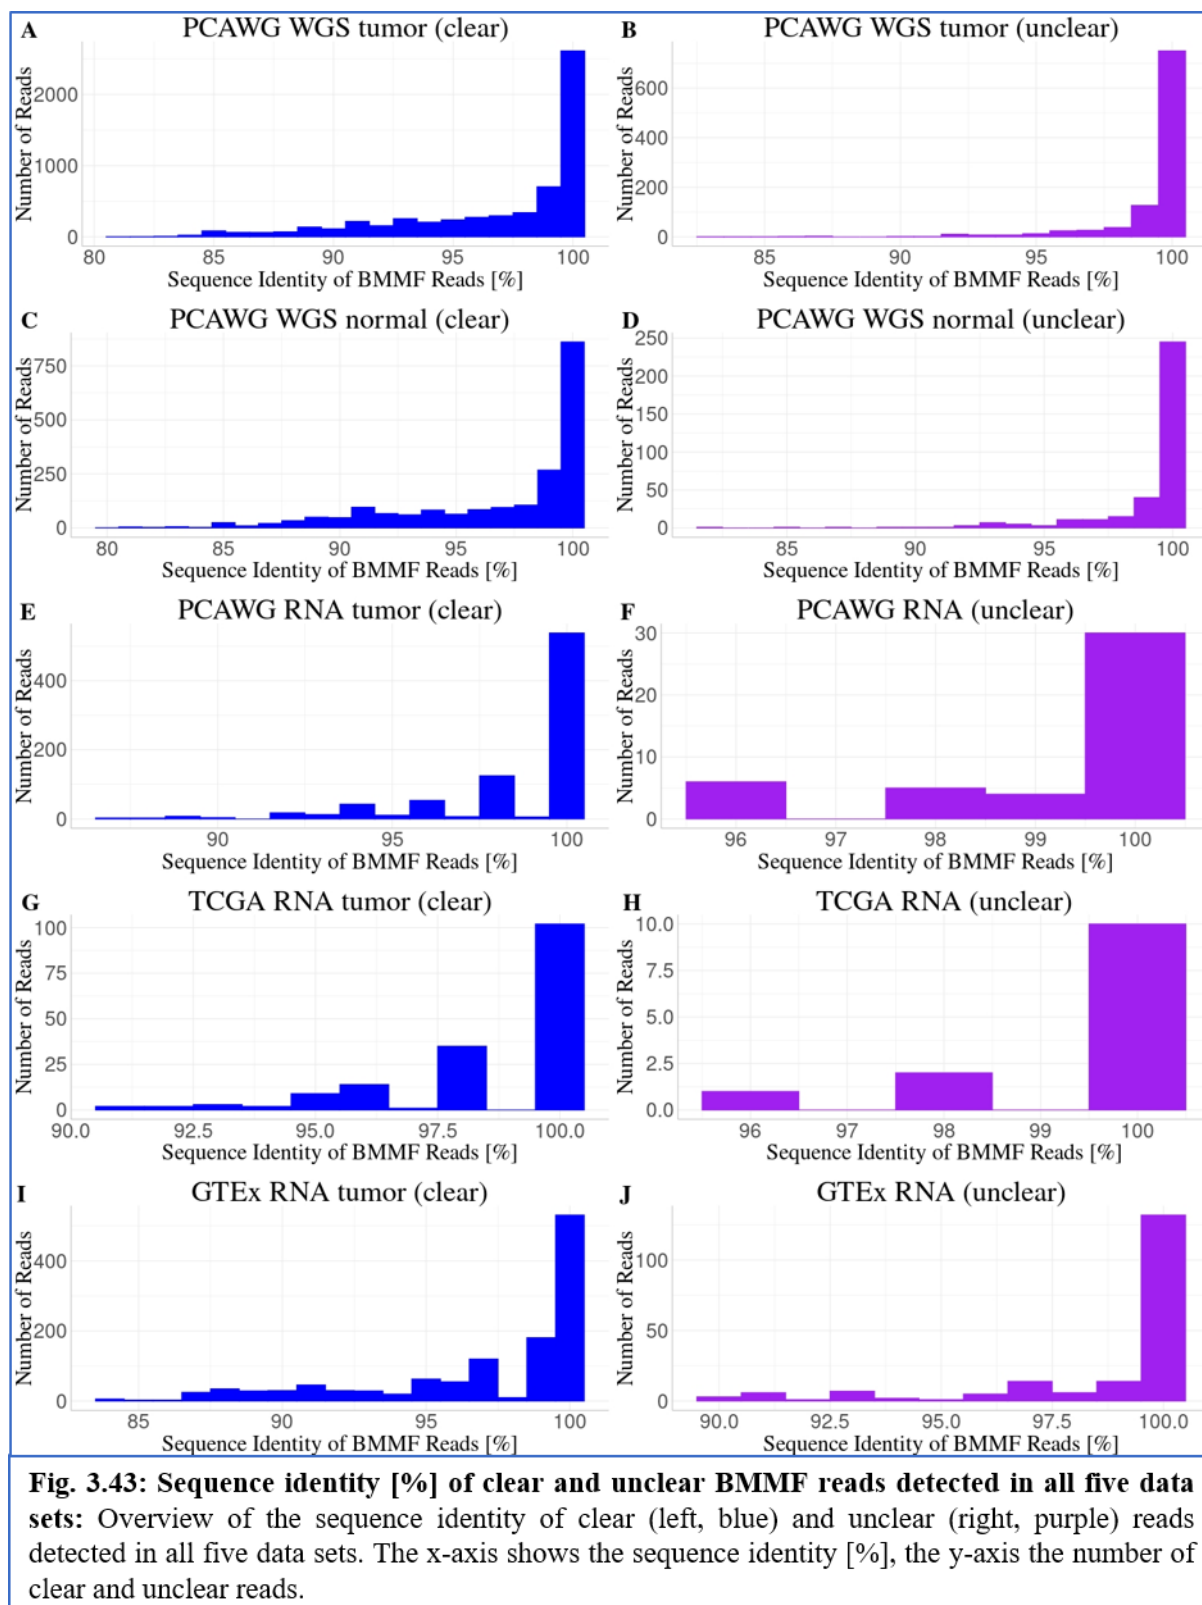 A PCAWG WGS tumor (clear)
Number of Reads
2000
1000
0
80 85 90 95 100
Sequence Identity of BMMF Reads [%]
B PCAWG WGS tumor (unclear)
Number of Reads
600
400
200
0
85 90 95 100
Sequence Identity of BMMF Reads [%]
C PCAWG WGS normal (clear)
Number of Reads
750
500
250
0
80 85 90 95 100
Sequence Identity of BMMF Reads [%]
D PCAWG WGS normal (unclear)
Number of Reads
250
200
150
100
50
0
85 90 95 100
Sequence Identity of BMMF Reads [%]
E PCAWG RNA tumor (clear)
Number of Reads
400
200
0
90 95 100
Sequence Identity of BMMF Reads [%]
F PCAWG RNA (unclear)
Number of Reads
30
20
10
0
96 97 98 99 100
Sequence Identity of BMMF Reads [%]
G TCGA RNA tumor (clear)
Number of Reads
100
75
50
25
0
90.0 92.5 95.0 97.5 100.0
Sequence Identity of BMMF Reads [%]
H TCGA RNA (unclear)
Number of Reads
10.0
7.5
5.0
2.5
0.0
96 97 98 99 100
Sequence Identity of BMMF Reads [%]
I GTEx RNA tumor (clear)
Number of Reads
400
200
0
85 90 95 100
Sequence Identity of BMMF Reads [%]
J GTEx RNA (unclear)
Number of Reads
100
50
0
90.0 92.5 95.0 97.5 100.0
Sequence Identity of BMMF Reads [%]
Fig. 3.43: Sequence identity [%] of clear and unclear BMMF reads detected in all five data
sets: Overview of the sequence identity of clear (left, blue) and unclear (right, purple) reads
detected in all five data sets. The x-axis shows the sequence identity [%], the y-axis the number of
clear and unclear reads.